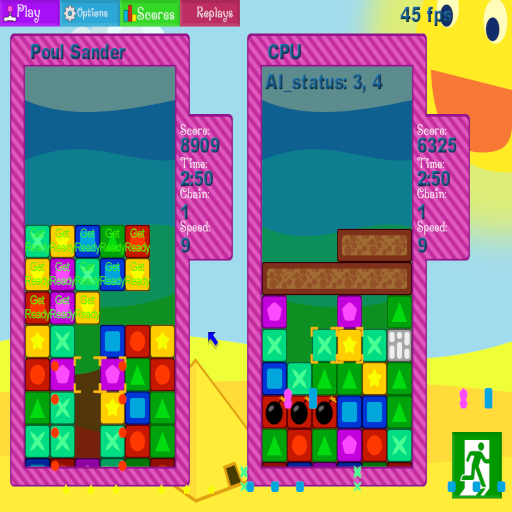 Play
Options
Scores
Replays
45 fps
Poul Sander
CPU
AI_status: 3, 4
Score:
8909
Time:
2:50
Chain:
1
Speed:
9
Score:
6325
Time:
2:50
Chain:
1
Speed:
9
Get Ready Get Ready Get Ready Get Ready Get Ready
Get Ready Get Ready Get Ready Get Ready Get Ready
Get Ready Get Ready Get Ready